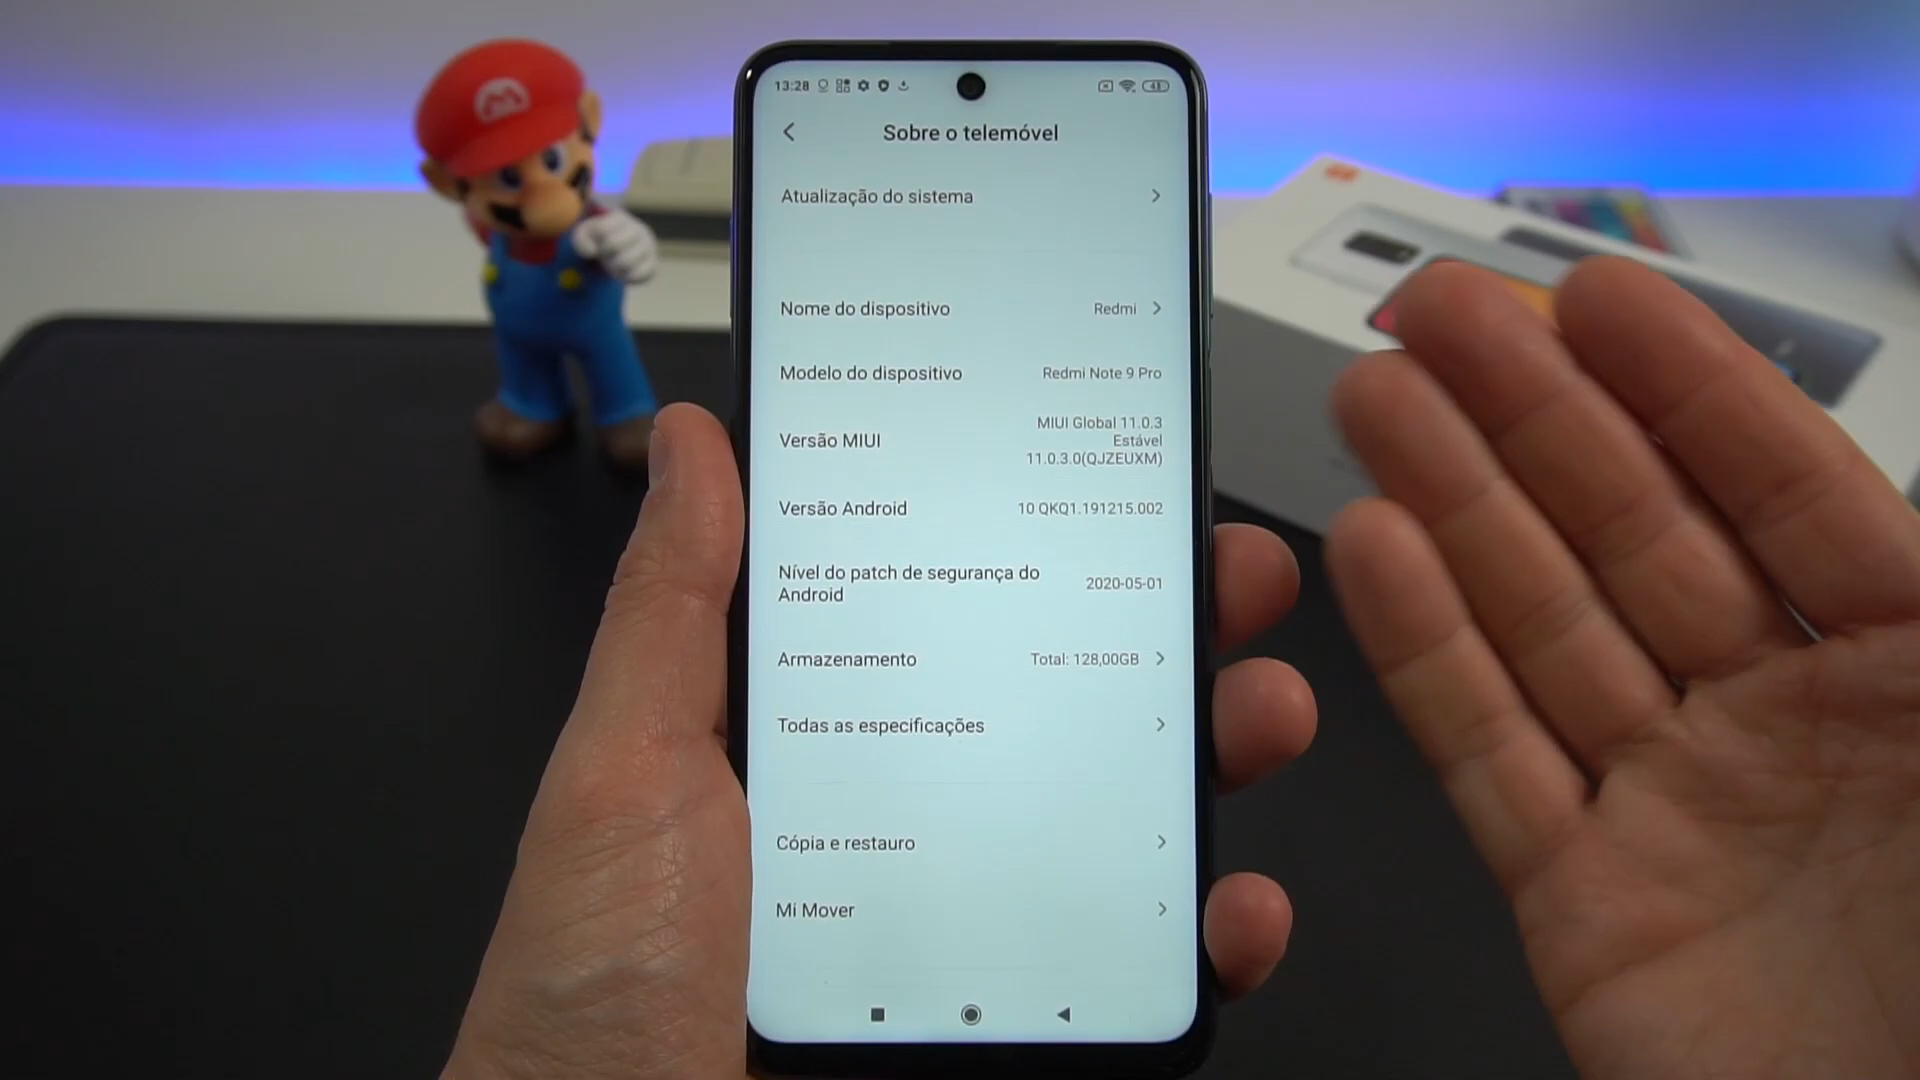 13:28
48
Sobre o telemóvel
Atualização do sistema
Nome do dispositivo
Redmi
Modelo do dispositivo
Redmi Note 9 Pro
Versão MIUI
MIUI Global 11.0.3
Estável
11.0.3.0(QJZEUXM)
Versão Android
10 QKQ1.191215.002
Nível do patch de segurança do
Android
2020-05-01
Armazenamento
Total: 128,00GB
Todas as especificações
Cópia e restauro
Mi Mover
M